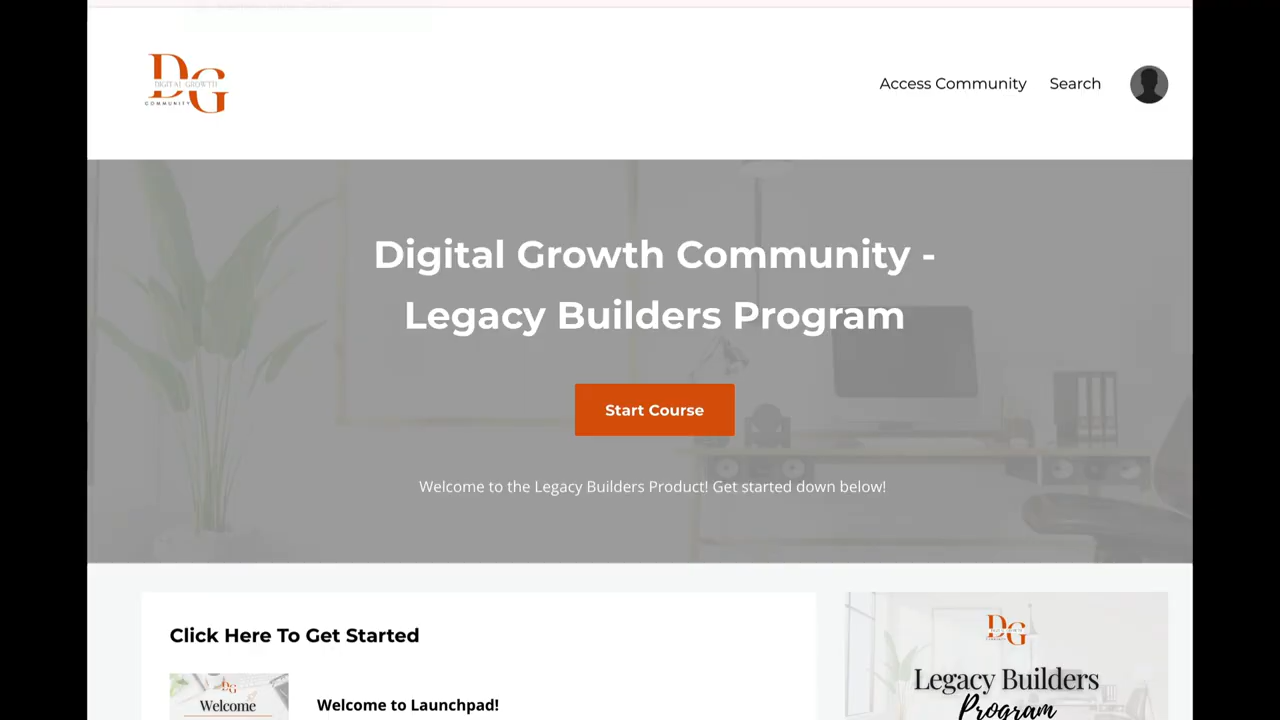 DG
DIGITAL GROWTH
COMMUNITY
Access Community
Search
Digital Growth Community -
Legacy Builders Program
Start Course
Welcome to the Legacy Builders Product! Get started down below!
Click Here To Get Started
DG
Welcome
Welcome to Launchpad!
DG
Legacy Builders
Program